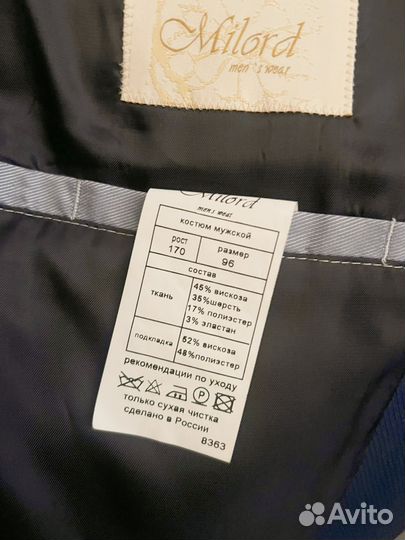 Milord
men's wear
Milord
men's wear
костюм мужской
рост размер
170 96
состав
ткань
45% вискоза
35%шерсть
17% полиэстер
3% эластан
подкладка
52% вискоза
48%полиэстер
рекомендации по уходу
P
только сухая чистка
сделано в России
8363
Avito